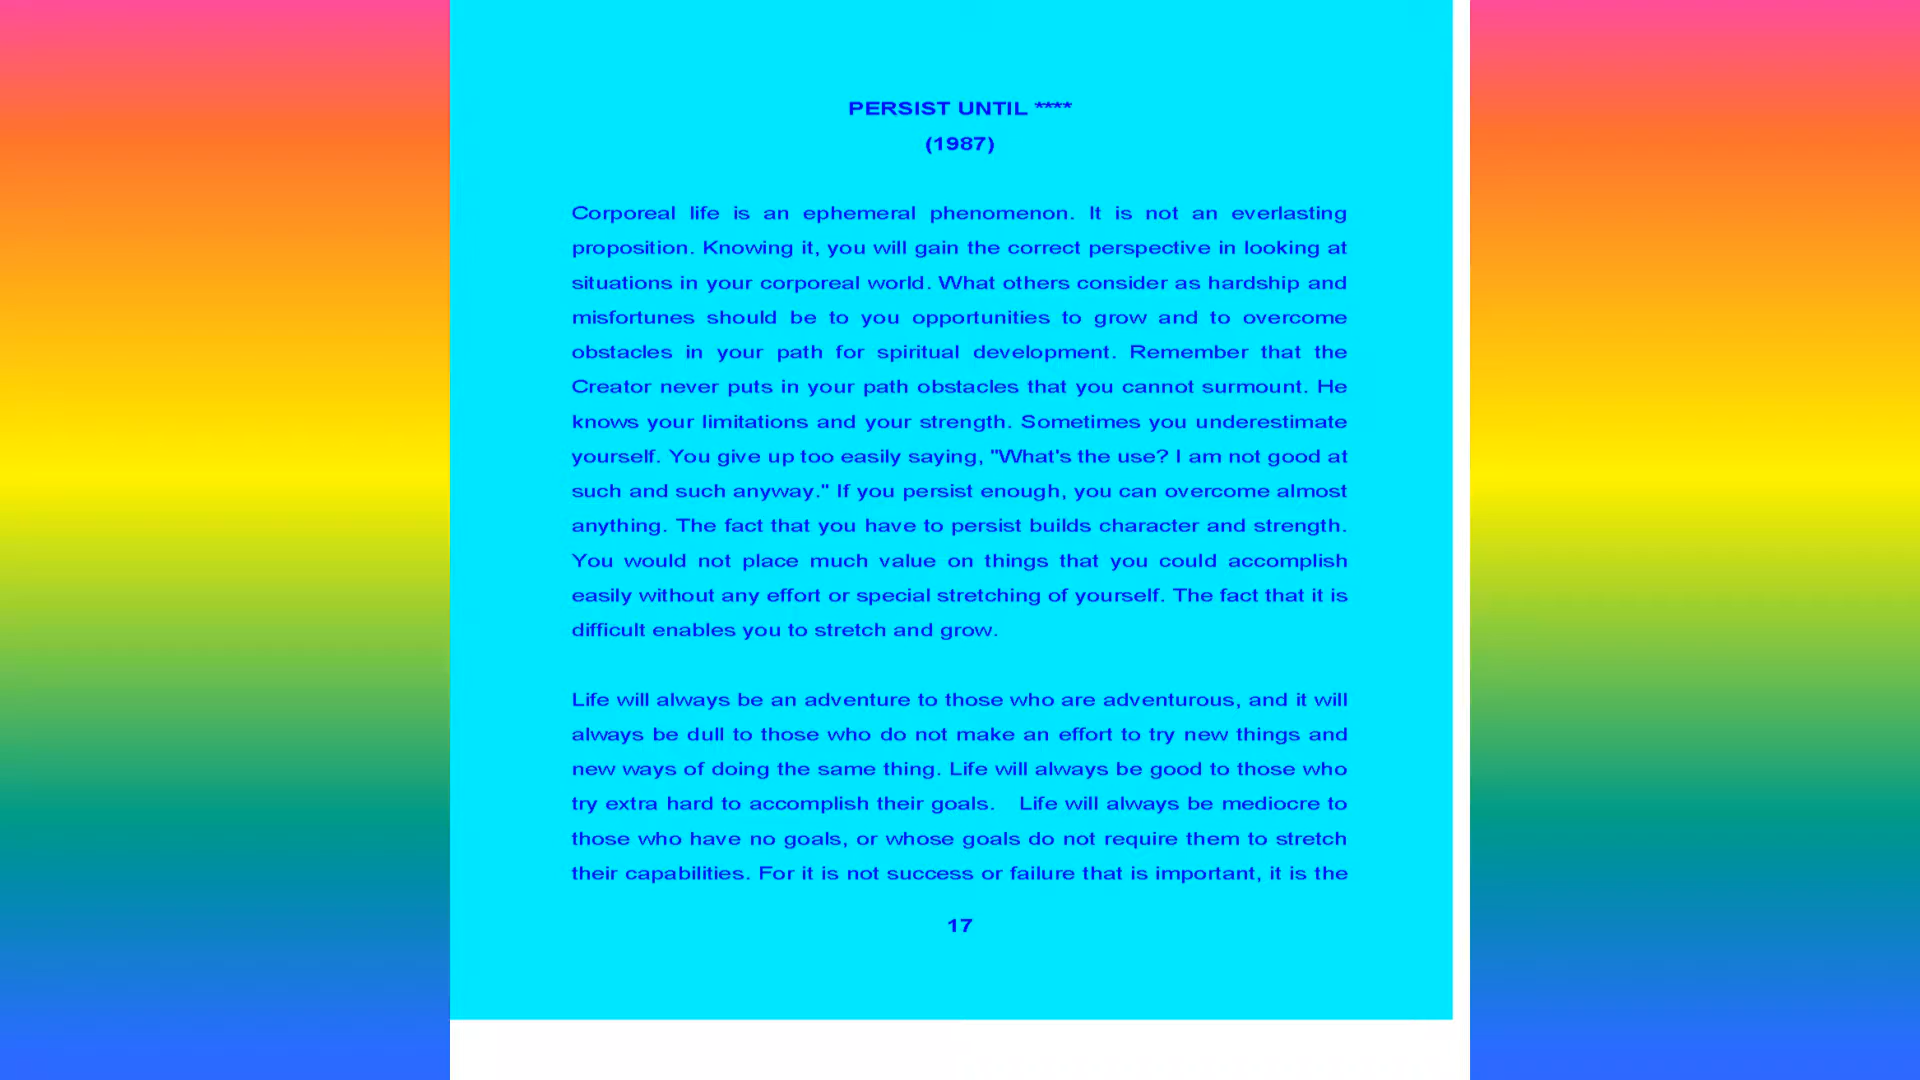 PERSIST UNTIL ****
(1987)
Corporeal life is an ephemeral phenomenon. It is not an everlasting
proposition. Knowing it, you will gain the correct perspective in looking at
situations in your corporeal world. What others consider as hardship and
misfortunes should be to you opportunities to grow and to overcome
obstacles in your path for spiritual development. Remember that the
Creator never puts in your path obstacles that you cannot surmount. He
knows your limitations and your strength. Sometimes you underestimate
yourself. You give up too easily saying, "What's the use? I am not good at
such and such anyway." If you persist enough, you can overcome almost
anything. The fact that you have to persist builds character and strength.
You would not place much value on things that you could accomplish
easily without any effort or special stretching of yourself. The fact that it is
difficult enables you to stretch and grow.
Life will always be an adventure to those who are adventurous, and it will
always be dull to those who do not make an effort to try new things and
new ways of doing the same thing. Life will always be good to those who
try extra hard to accomplish their goals. Life will always be mediocre to
those who have no goals, or whose goals do not require them to stretch
their capabilities. For it is not success or failure that is important, it is the
17